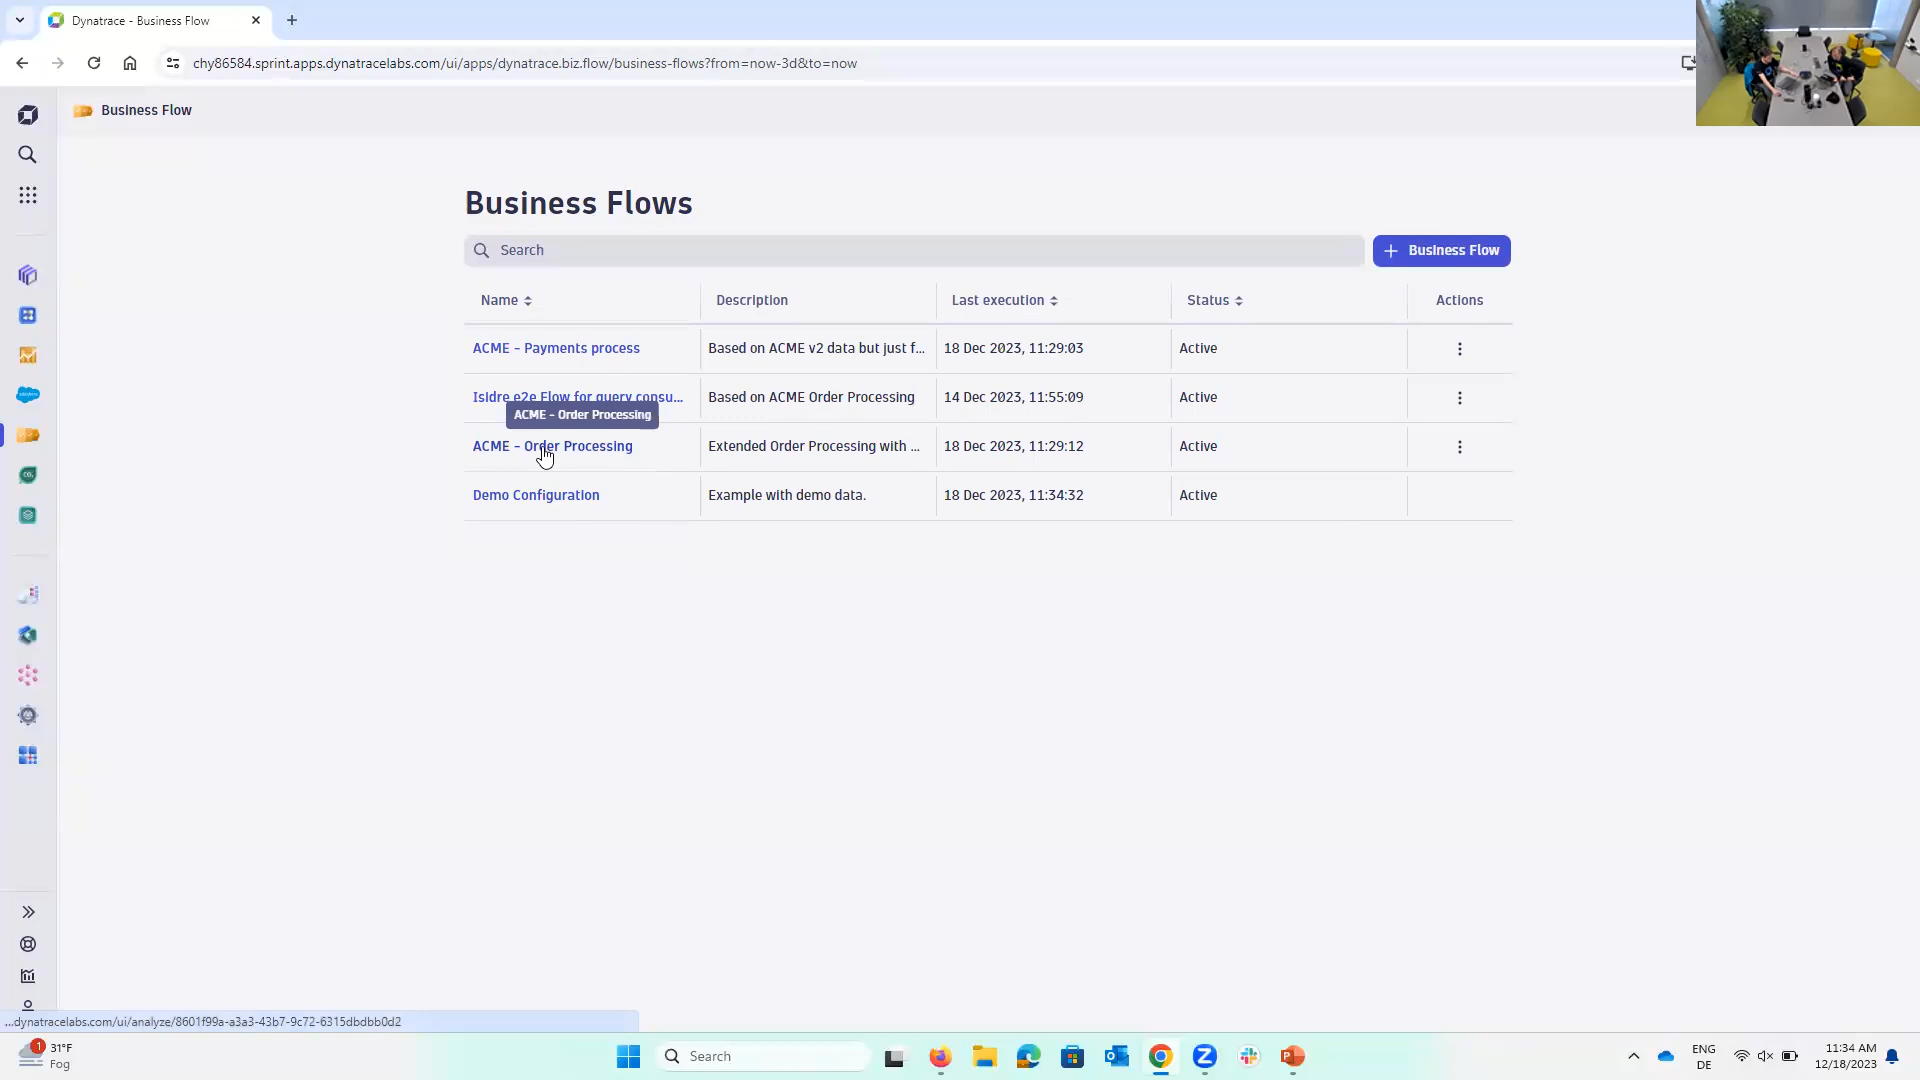 Dynatrace - Business Flow
chy86584.sprint.apps.dynatracelabs.com/ui/apps/dynatrace.biz.flow/business-flows?from=now-3d&to=now
Business Flow
Business Flows
Search
Business Flow
Name Description Last execution Status Actions
ACME - Payments process Based on ACME v2 data but just f... 18 Dec 2023, 11:29:03 Active
Isidre e2e Flow for query consu... Based on ACME Order Processing 14 Dec 2023, 11:55:09 Active
ACME - Order Processing
ACME - Order Processing Extended Order Processing with ... 18 Dec 2023, 11:29:12 Active
Demo Configuration Example with demo data. 18 Dec 2023, 11:34:32 Active
...dynatracelabs.com/ui/analyze/8601f99a-a3a3-43b7-9c72-6315dbdbb0d2
1
31°F
Fog
Search
ENG
DE
11:34 AM
12/18/2023